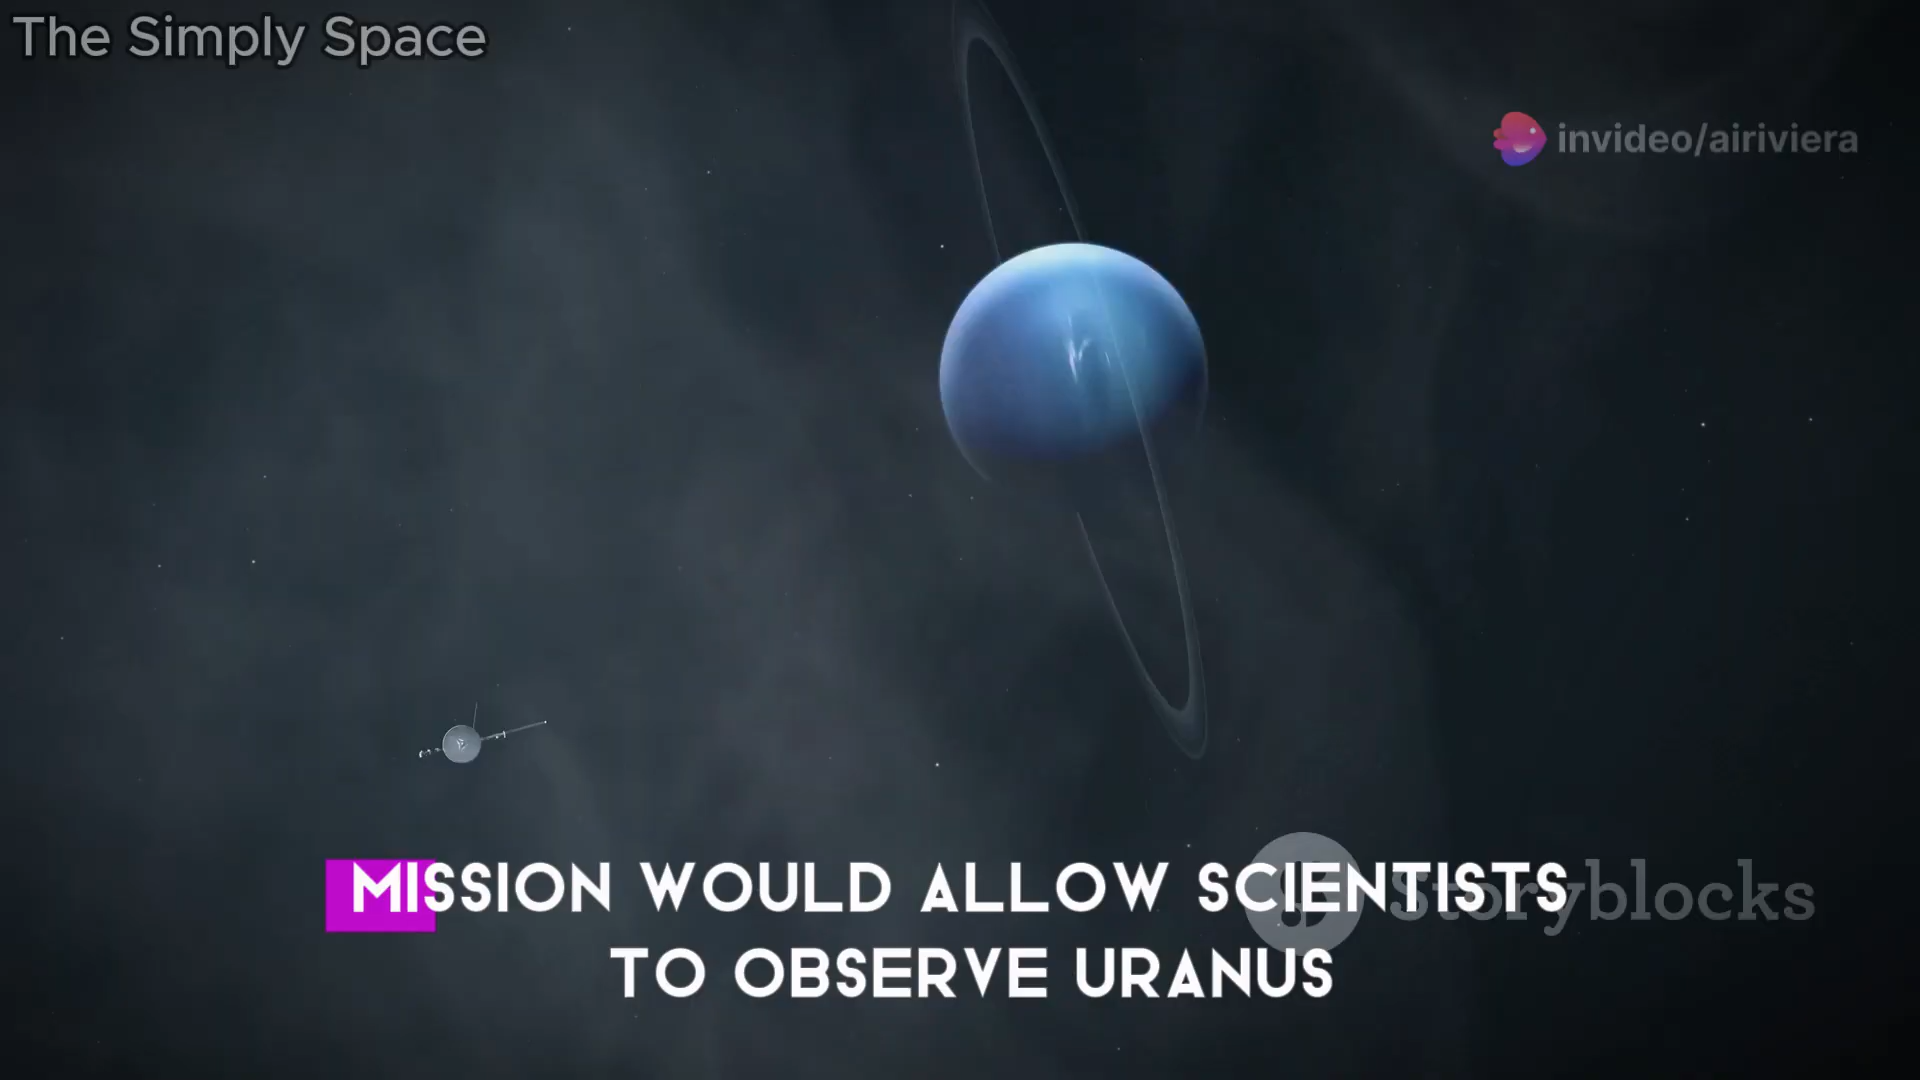 The Simply Space
invideo/airiviera
MISSION WOULD ALLOW SCIENTISTS
Storyblocks
TO OBSERVE URANUS